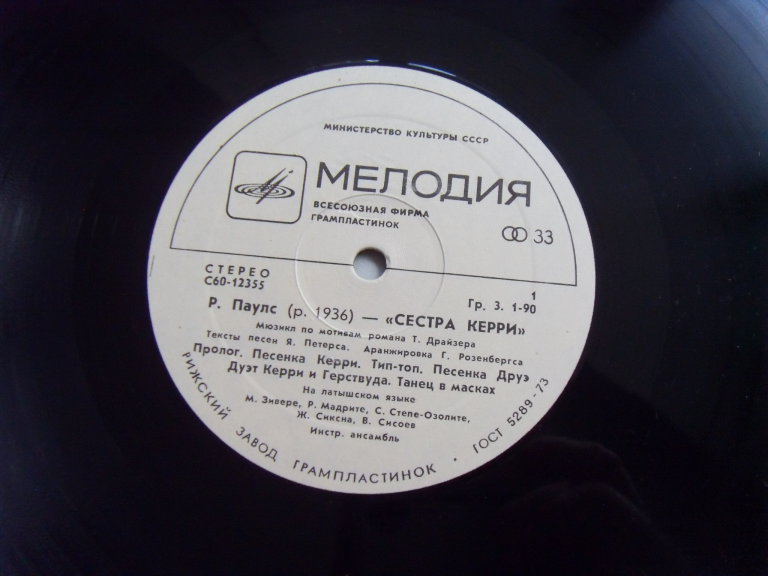 МИНИСТЕРСТВО КУЛЬТУРЫ СССР
МЕЛОДИЯ
ВСЕСОЮЗНАЯ ФИРМА
ГРАМПЛАСТИНОК
33
СТЕРЕО
С60-12355
1
Гр. 3. 1-90
Р. Паулс (р. 1936) — «СЕСТРА КЕРРИ»
Мюзикл по мотивам романа Т. Драйзера
Тексты песен Я. Петерса. Аранжировка Г. Розенбергса
Пролог. Песенка Керри. Тип-топ. Песенка Друэ
Дуэт Керри и Герствуда. Танец в масках
На латышском языке
М. Зивере, Р. Мадрите, С. Степе-Озолите,
Ж. Сиксна, В. Сисоев
Инстр. ансамбль
РИЖСКИЙ ЗАВОД ГРАМПЛАСТИНОК • ГОСТ 5289-73